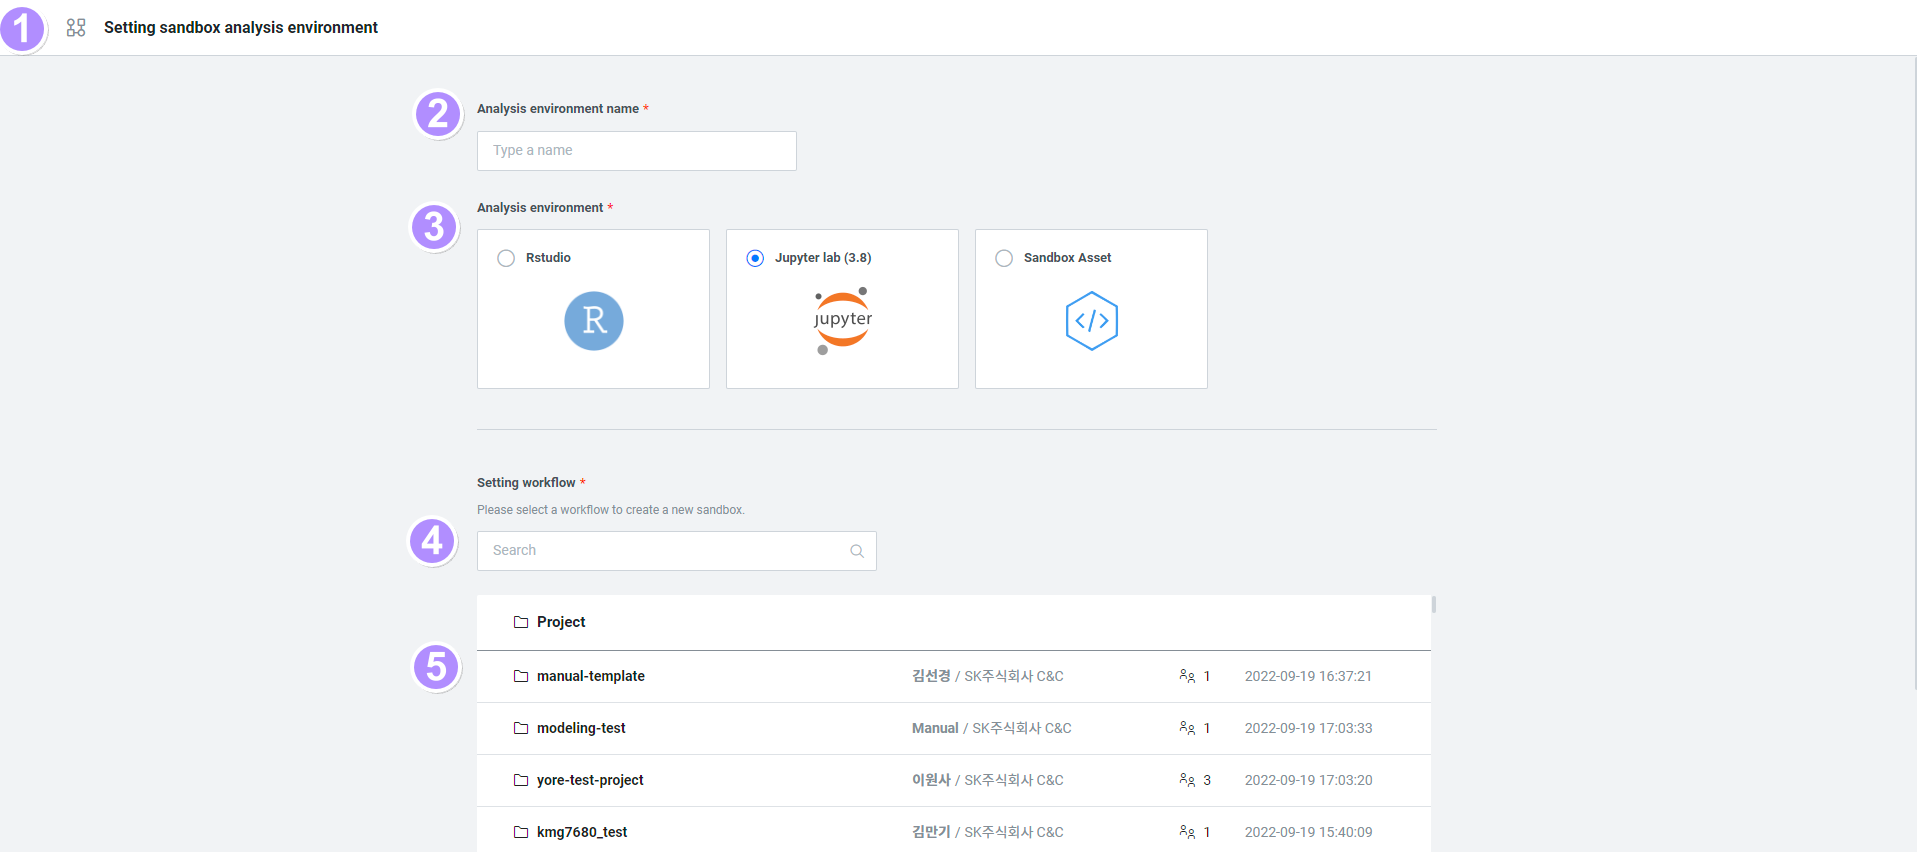 1 Setting sandbox analysis environment
2 Analysis environment name *
Type a name
3 Analysis environment *
Rstudio Jupyter lab (3.8) Sandbox Asset
R jupyter </>
Setting workflow *
Please select a workflow to create a new sandbox.
4 Search
Project
5 manual-template 김선경 / SK주식회사 C&C 1 2022-09-19 16:37:21
modeling-test Manual / SK주식회사 C&C 1 2022-09-19 17:03:33
yore-test-project 이원사 / SK주식회사 C&C 3 2022-09-19 17:03:20
kmg7680_test 김만기 / SK주식회사 C&C 1 2022-09-19 15:40:09